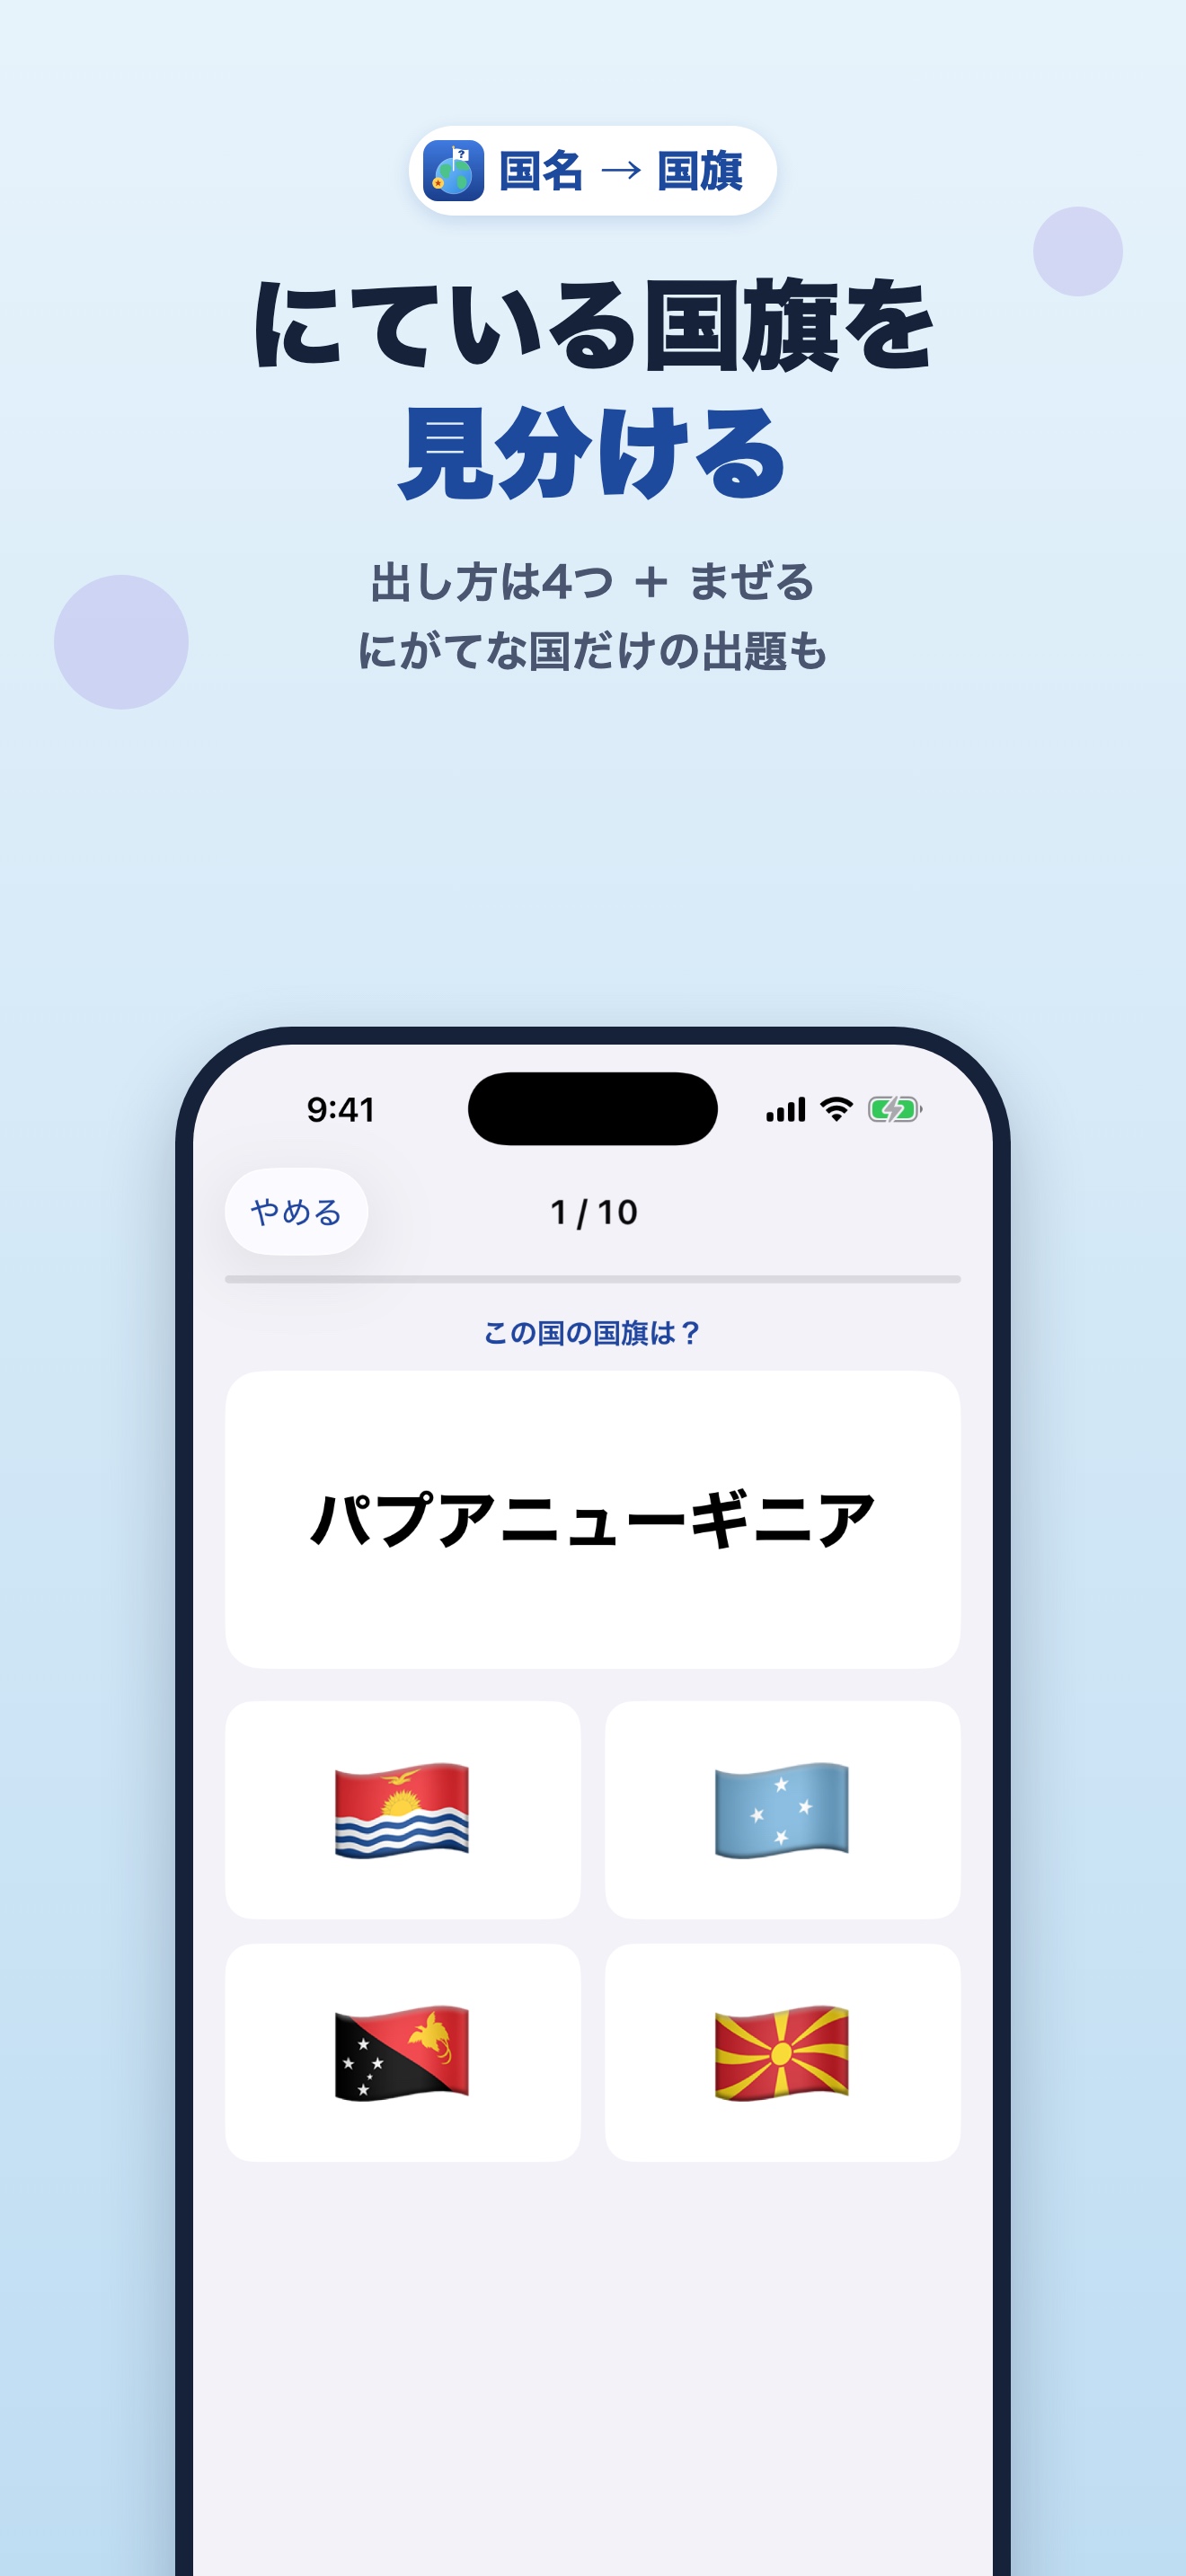 国名 → 国旗
にている国旗を
見分ける
出し方は4つ ＋ まぜる
にがてな国だけの出題も
9:41
やめる
1 / 10
この国の国旗は？
パプアニューギニア